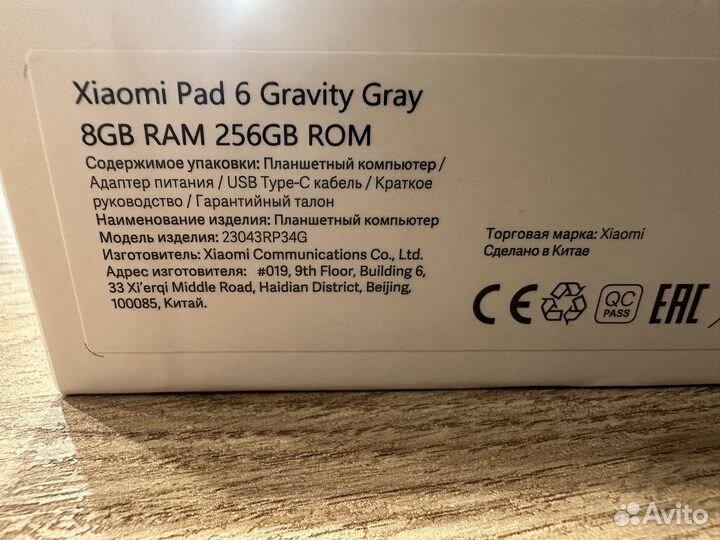 Xiaomi Pad 6 Gravity Gray
8GB RAM 256GB ROM
Содержимое упаковки: Планшетный компьютер /
Адаптер питания / USB Type-C кабель / Краткое
руководство / Гарантийный талон
Наименование изделия: Планшетный компьютер
Модель изделия: 23043RP34G
Изготовитель: Xiaomi Communications Co., Ltd.
Адрес изготовителя: #019, 9th Floor, Building 6,
33 Xi'erqi Middle Road, Haidian District, Beijing,
100085, Китай.
Торговая марка: Xiaomi
Сделано в Китае
CE
QC
PASS
EAC
Avito